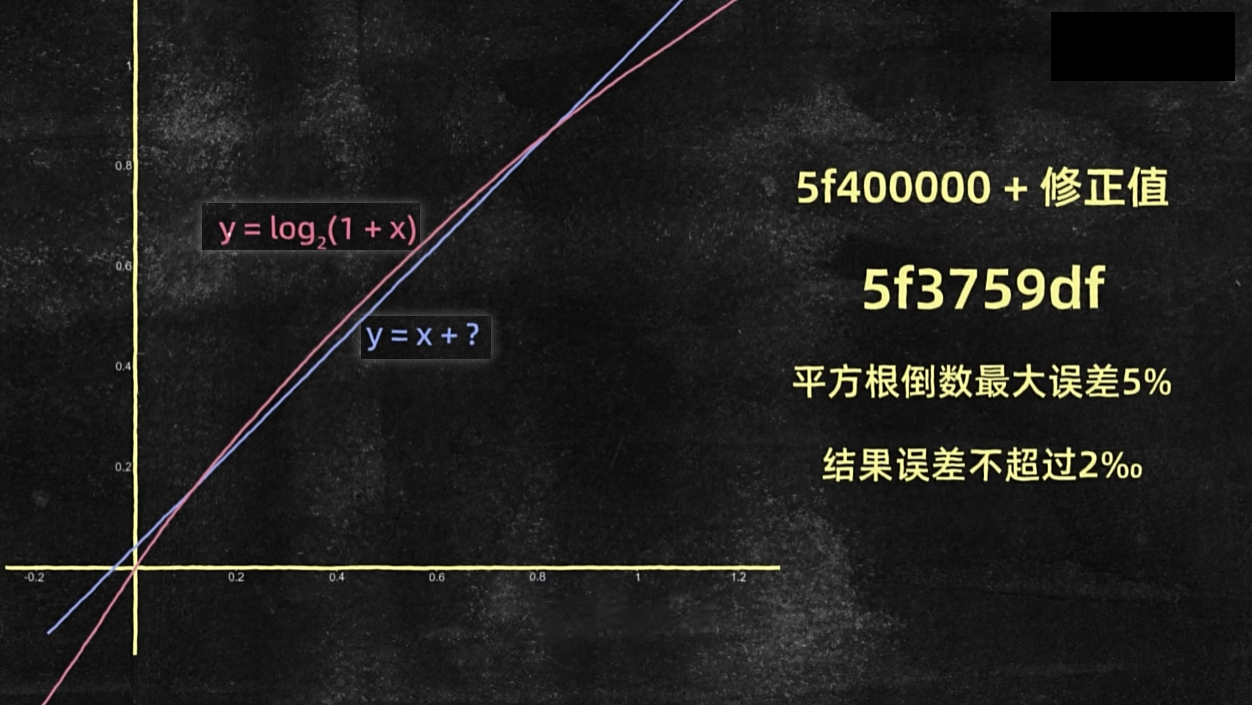 1
0.8
0.6
0.4
0.2
-0.2
0.2
0.4
0.6
0.8
1
1.2
y = log₂(1 + x)
y = x + ?
5f400000 + 修正值
5f3759df
平方根倒数最大误差5%
结果误差不超过2‰